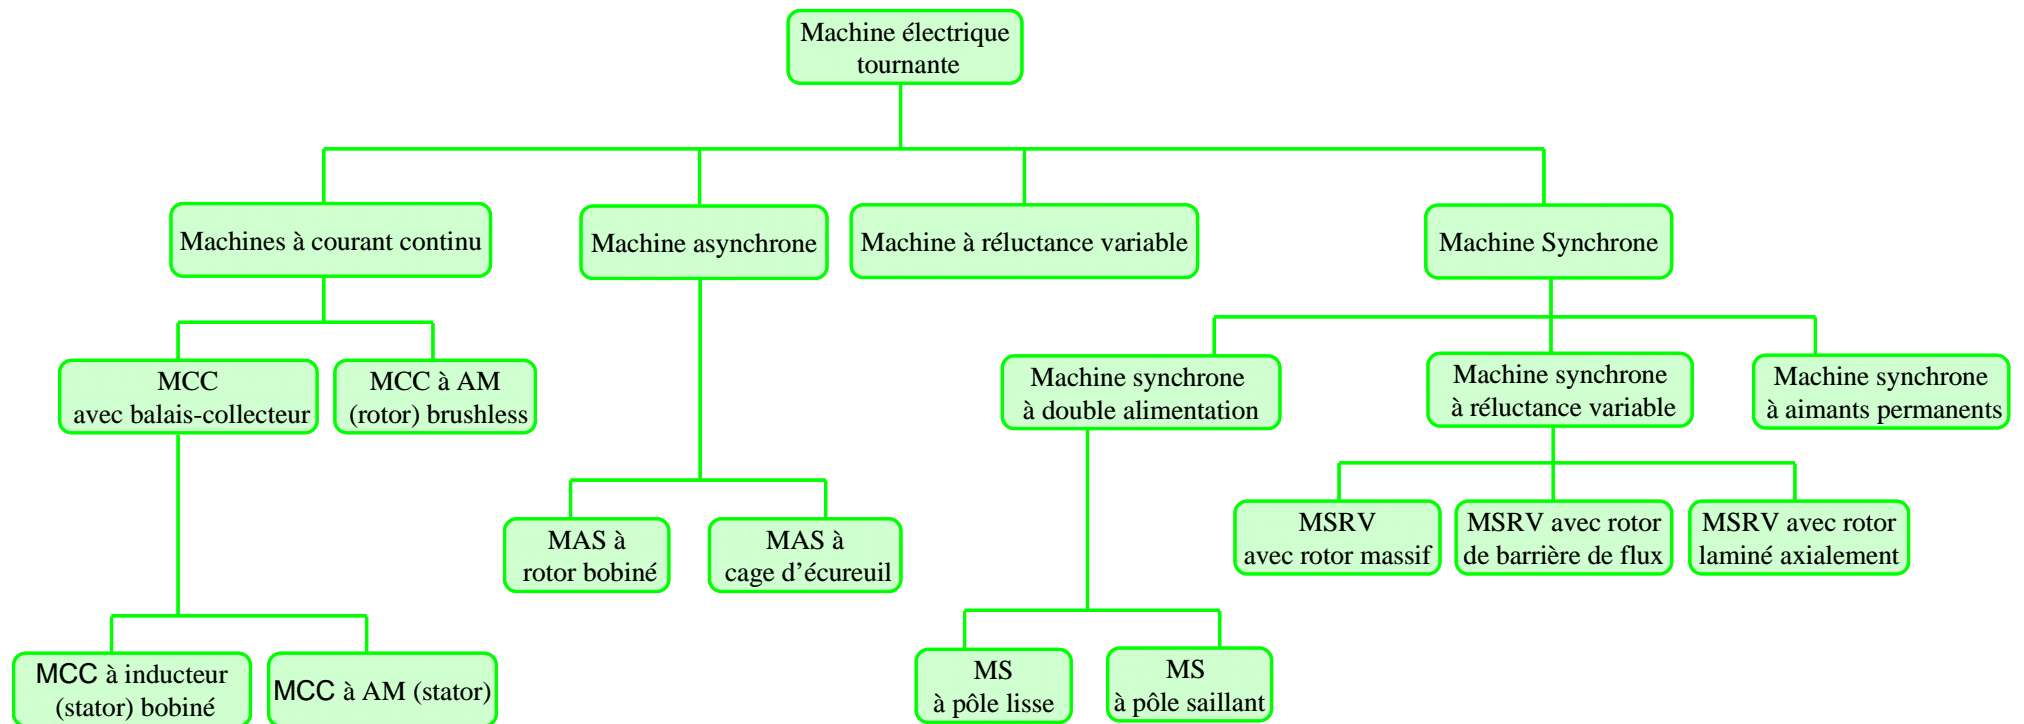 Machine électrique
tournante
Machines à courant continu
Machine asynchrone
Machine à réluctance variable
Machine Synchrone
MCC
avec balais-collecteur
MCC à AM
(rotor) brushless
Machine synchrone
à double alimentation
Machine synchrone
à réluctance variable
Machine synchrone
à aimants permanents
MAS à
rotor bobiné
MAS à
cage d’écureuil
MSRV
avec rotor massif
MSRV avec rotor
de barrière de flux
MSRV avec rotor
laminé axialement
MCC à inducteur
(stator) bobiné
MCC à AM (stator)
MS
à pôle lisse
MS
à pôle saillant